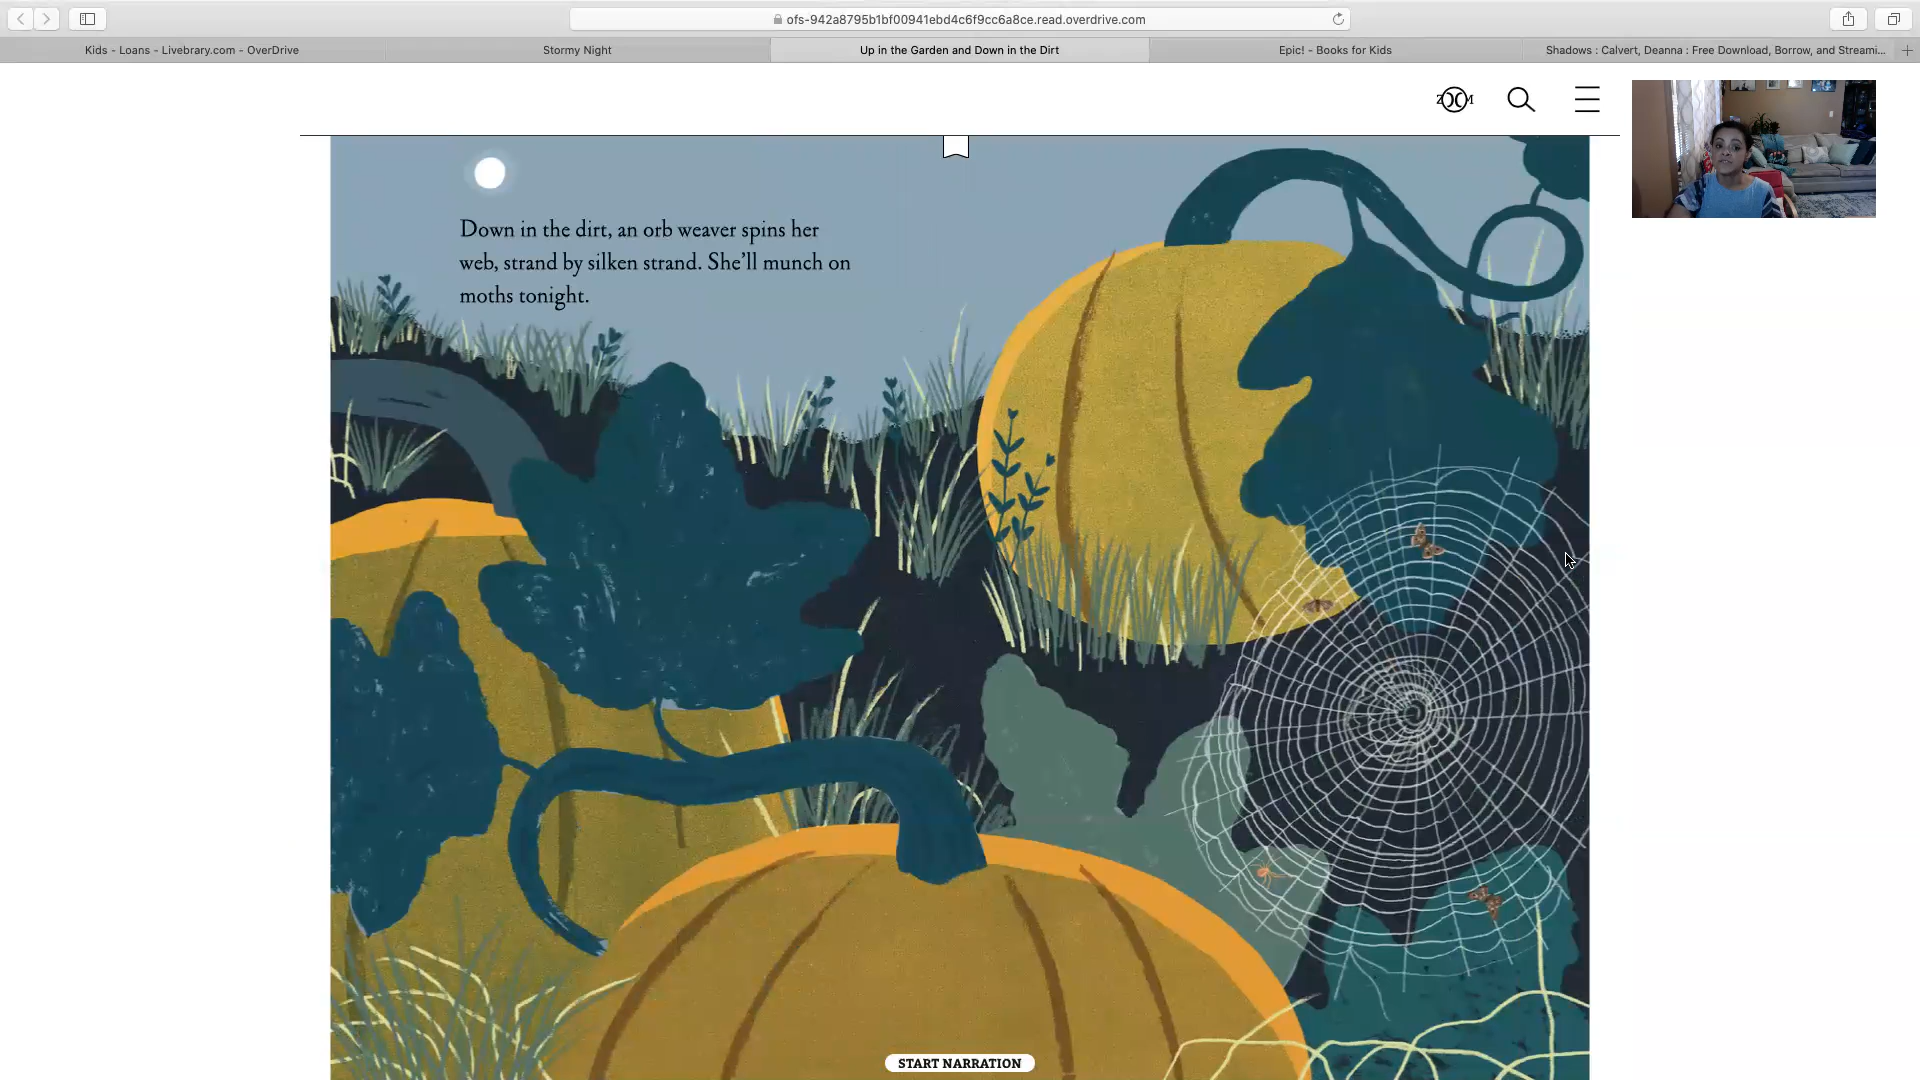 ofs-942a8795b1bf00941ebd4c6f9cc6a8ce.read.overdrive.com
Kids - Loans - Livebrary.com - OverDrive
Stormy Night
Up in the Garden and Down in the Dirt
Epic! - Books for Kids
Shadows : Calvert, Deanna : Free Download, Borrow, and Streami...
ZOOM
Down in the dirt, an orb weaver spins her
web, strand by silken strand. She'll munch on
moths tonight.
START NARRATION